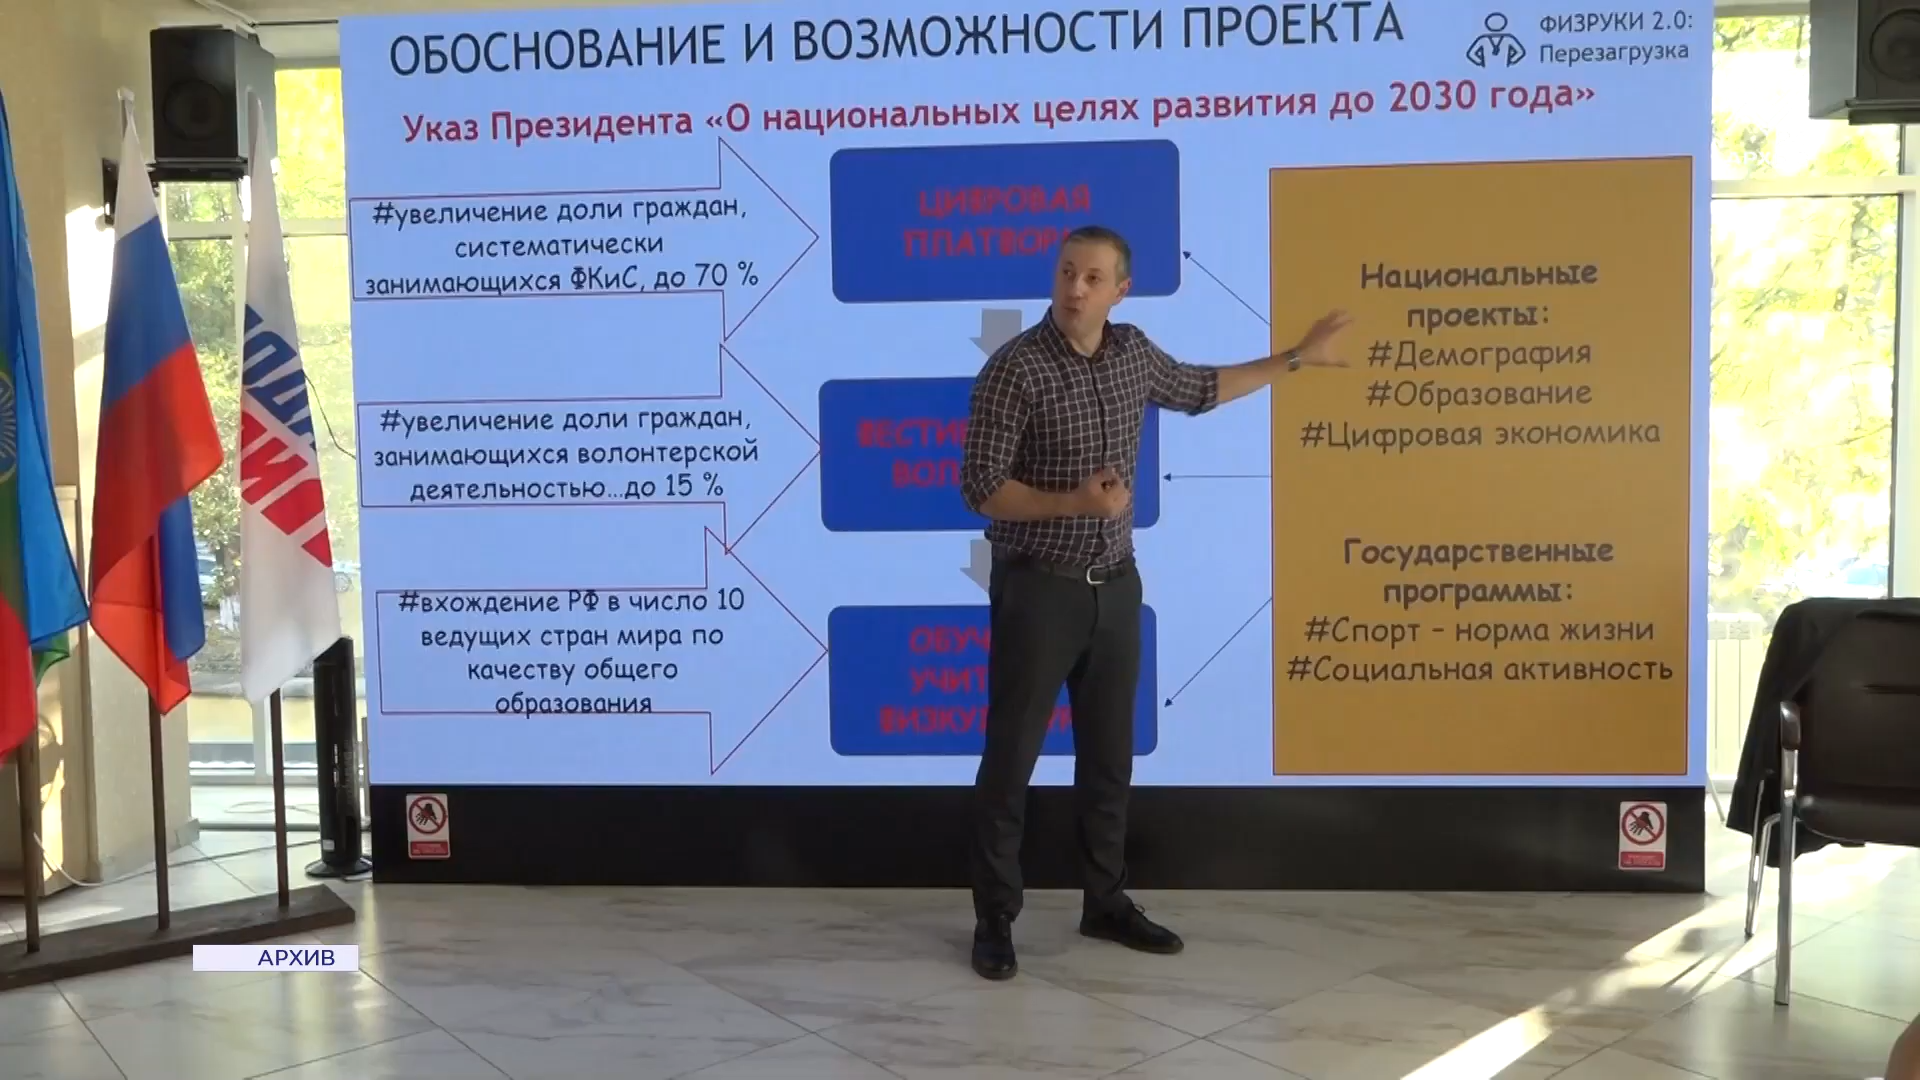 ОБОСНОВАНИЕ И ВОЗМОЖНОСТИ ПРОЕКТА
ФИЗРУКИ 2.0:
Перезагрузка
Указ Президента «О национальных целях развития до 2030 года»
#увеличение доли граждан,
систематически
занимающихся ФКиС, до 70 %
#увеличение доли граждан,
занимающихся волонтерской
деятельностью...до 15 %
#вхождение РФ в число 10
ведущих стран мира по
качеству общего
образования
ЦИФРОВАЯ
Национальные
проекты:
#Демография
#Образование
#Цифровая экономика
Государственные
программы:
#Спорт – норма жизни
#Социальная активность
АРХИВ